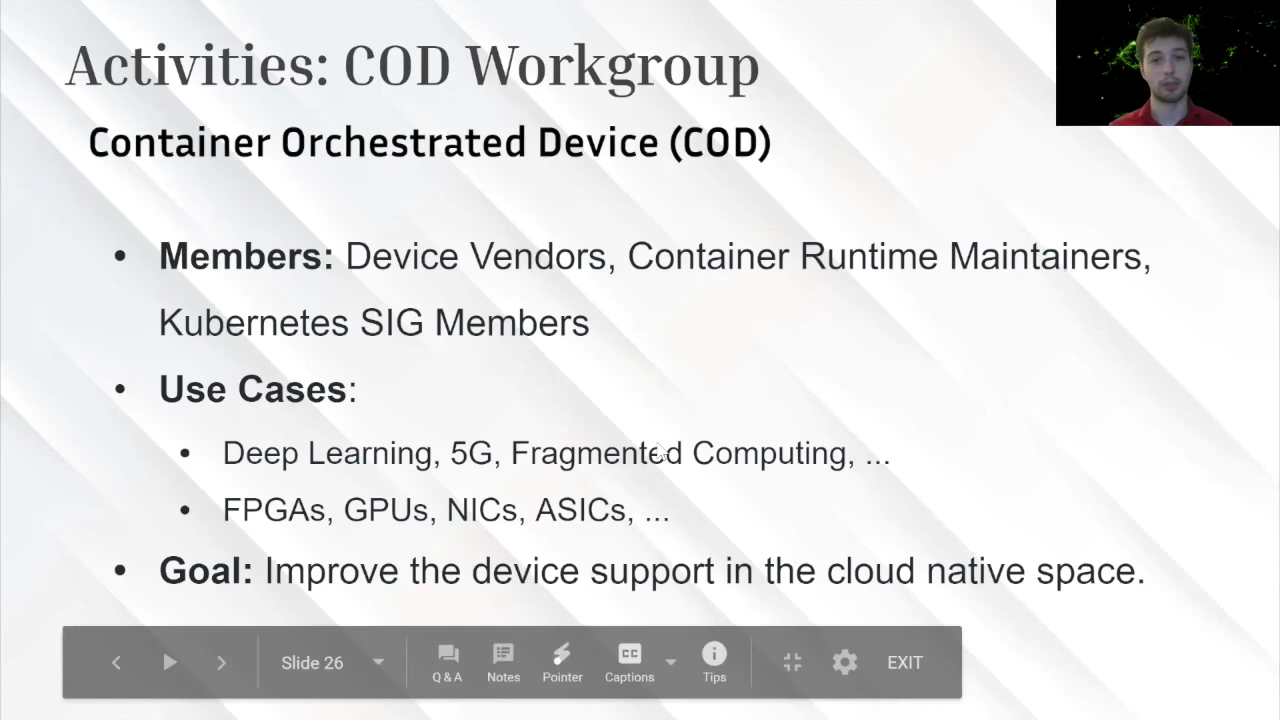 Activities: COD Workgroup
Container Orchestrated Device (COD)
• Members: Device Vendors, Container Runtime Maintainers,
Kubernetes SIG Members
• Use Cases:
• Deep Learning, 5G, Fragmented Computing, ...
• FPGAs, GPUs, NICs, ASICs, ...
• Goal: Improve the device support in the cloud native space.
Slide 26
Q & A
Notes
Pointer
CC
Captions
Tips
EXIT